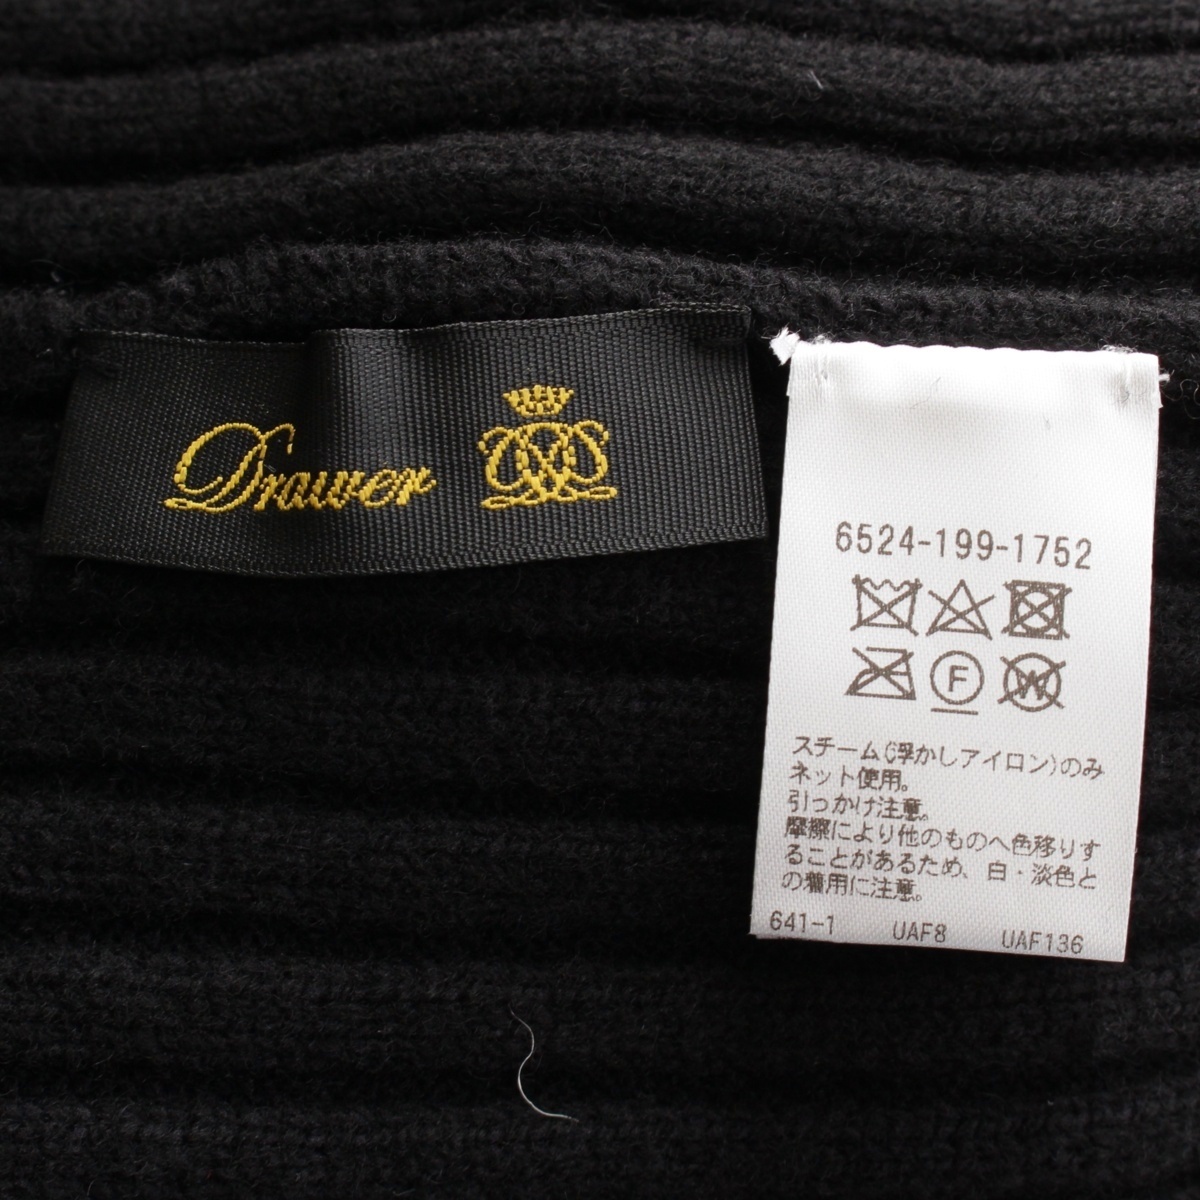 Drawer
6524-199-1752
F
W
スチーム(浮かしアイロン)のみ
ネット使用。
引っかけ注意。
摩擦により他のものへ色移りす
ることがあるため、白・淡色と
の着用に注意。
641-1 UAF8 UAF136